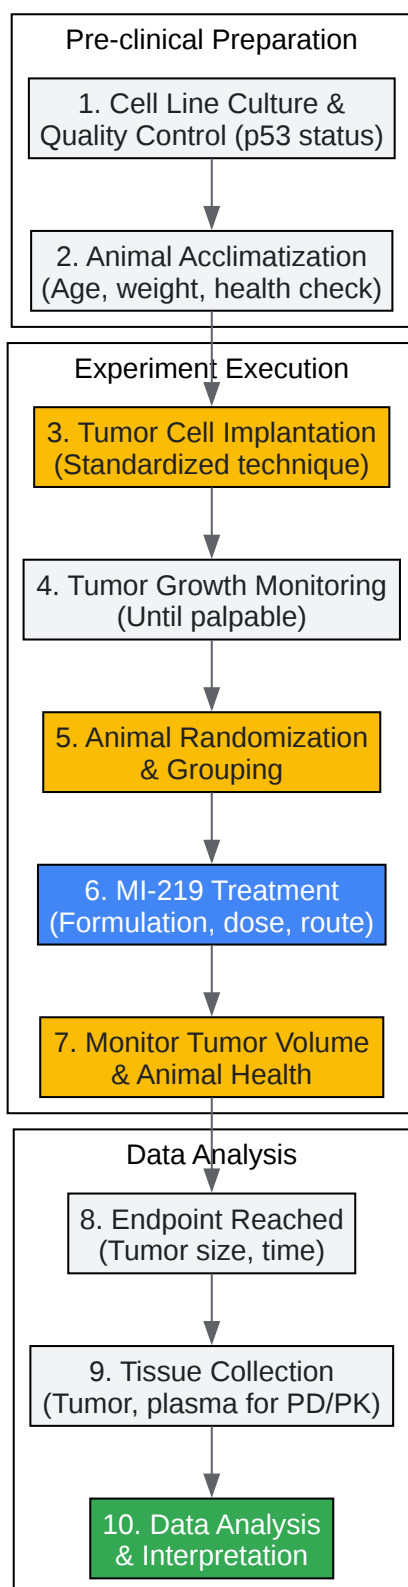 Pre-clinical Preparation
1. Cell Line Culture &
Quality Control (p53 status)
2. Animal Acclimatization
(Age, weight, health check)
Experiment Execution
3. Tumor Cell Implantation
(Standardized technique)
4. Tumor Growth Monitoring
(Until palpable)
5. Animal Randomization
& Grouping
6. MI-219 Treatment
(Formulation, dose, route)
7. Monitor Tumor Volume
& Animal Health
Data Analysis
8. Endpoint Reached
(Tumor size, time)
9. Tissue Collection
(Tumor, plasma for PD/PK)
10. Data Analysis
& Interpretation